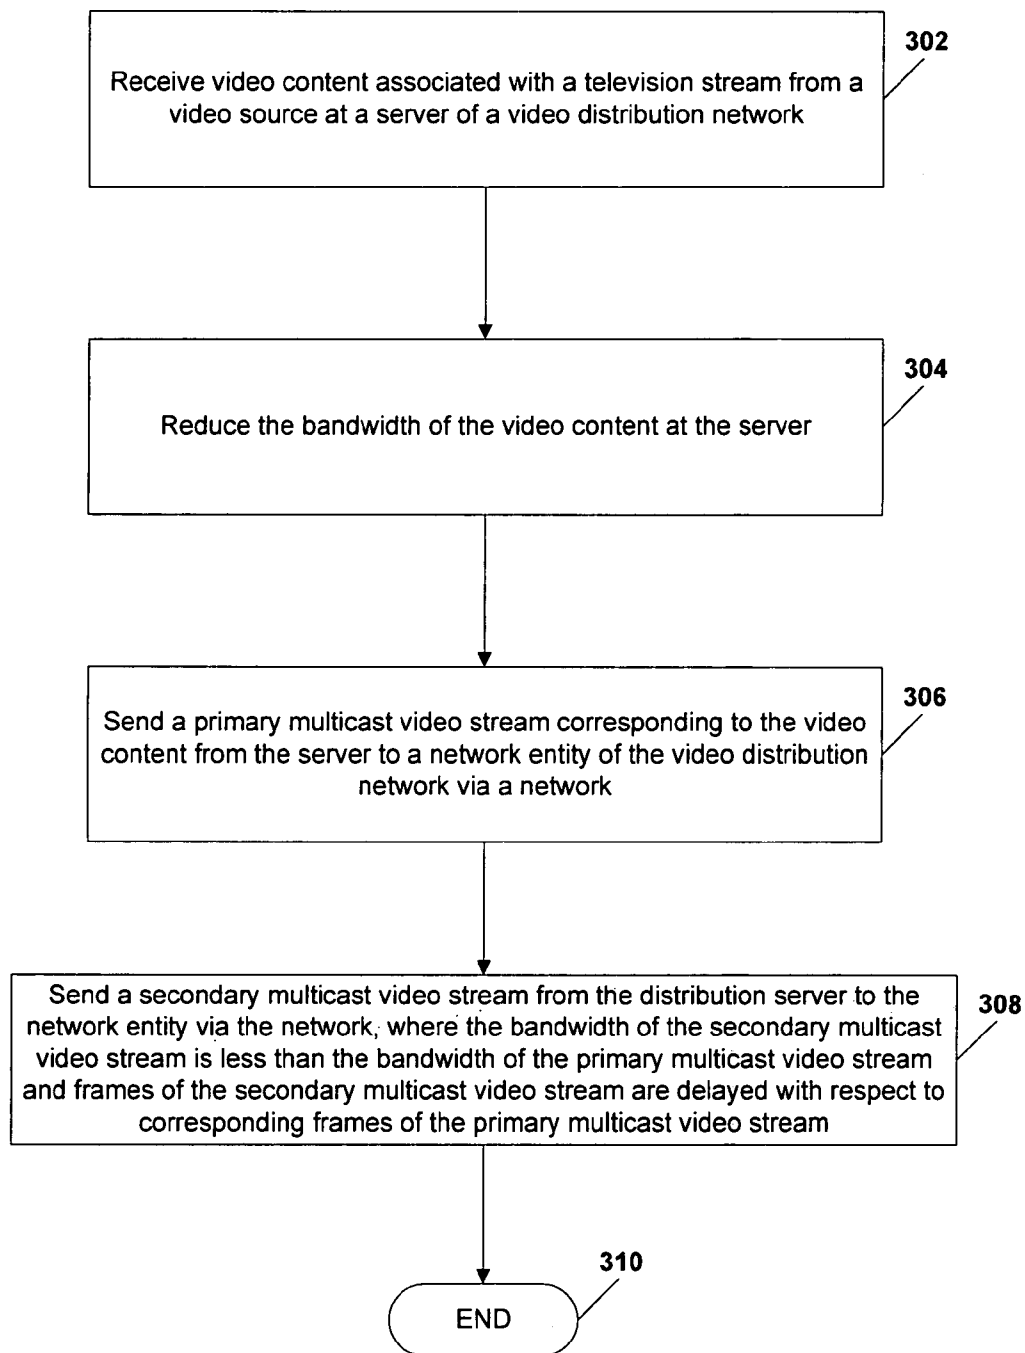 302
Receive video content associated with a television stream from a
video source at a server of a video distribution network
304
Reduce the bandwidth of the video content at the server
306
Send a primary multicast video stream corresponding to the video
content from the server to a network entity of the video distribution
network via a network
308
Send a secondary multicast video stream from the distribution server to the
network entity via the network, where the bandwidth of the secondary multicast
video stream is less than the bandwidth of the primary multicast video stream
and frames of the secondary multicast video stream are delayed with respect to
corresponding frames of the primary multicast video stream
310
END